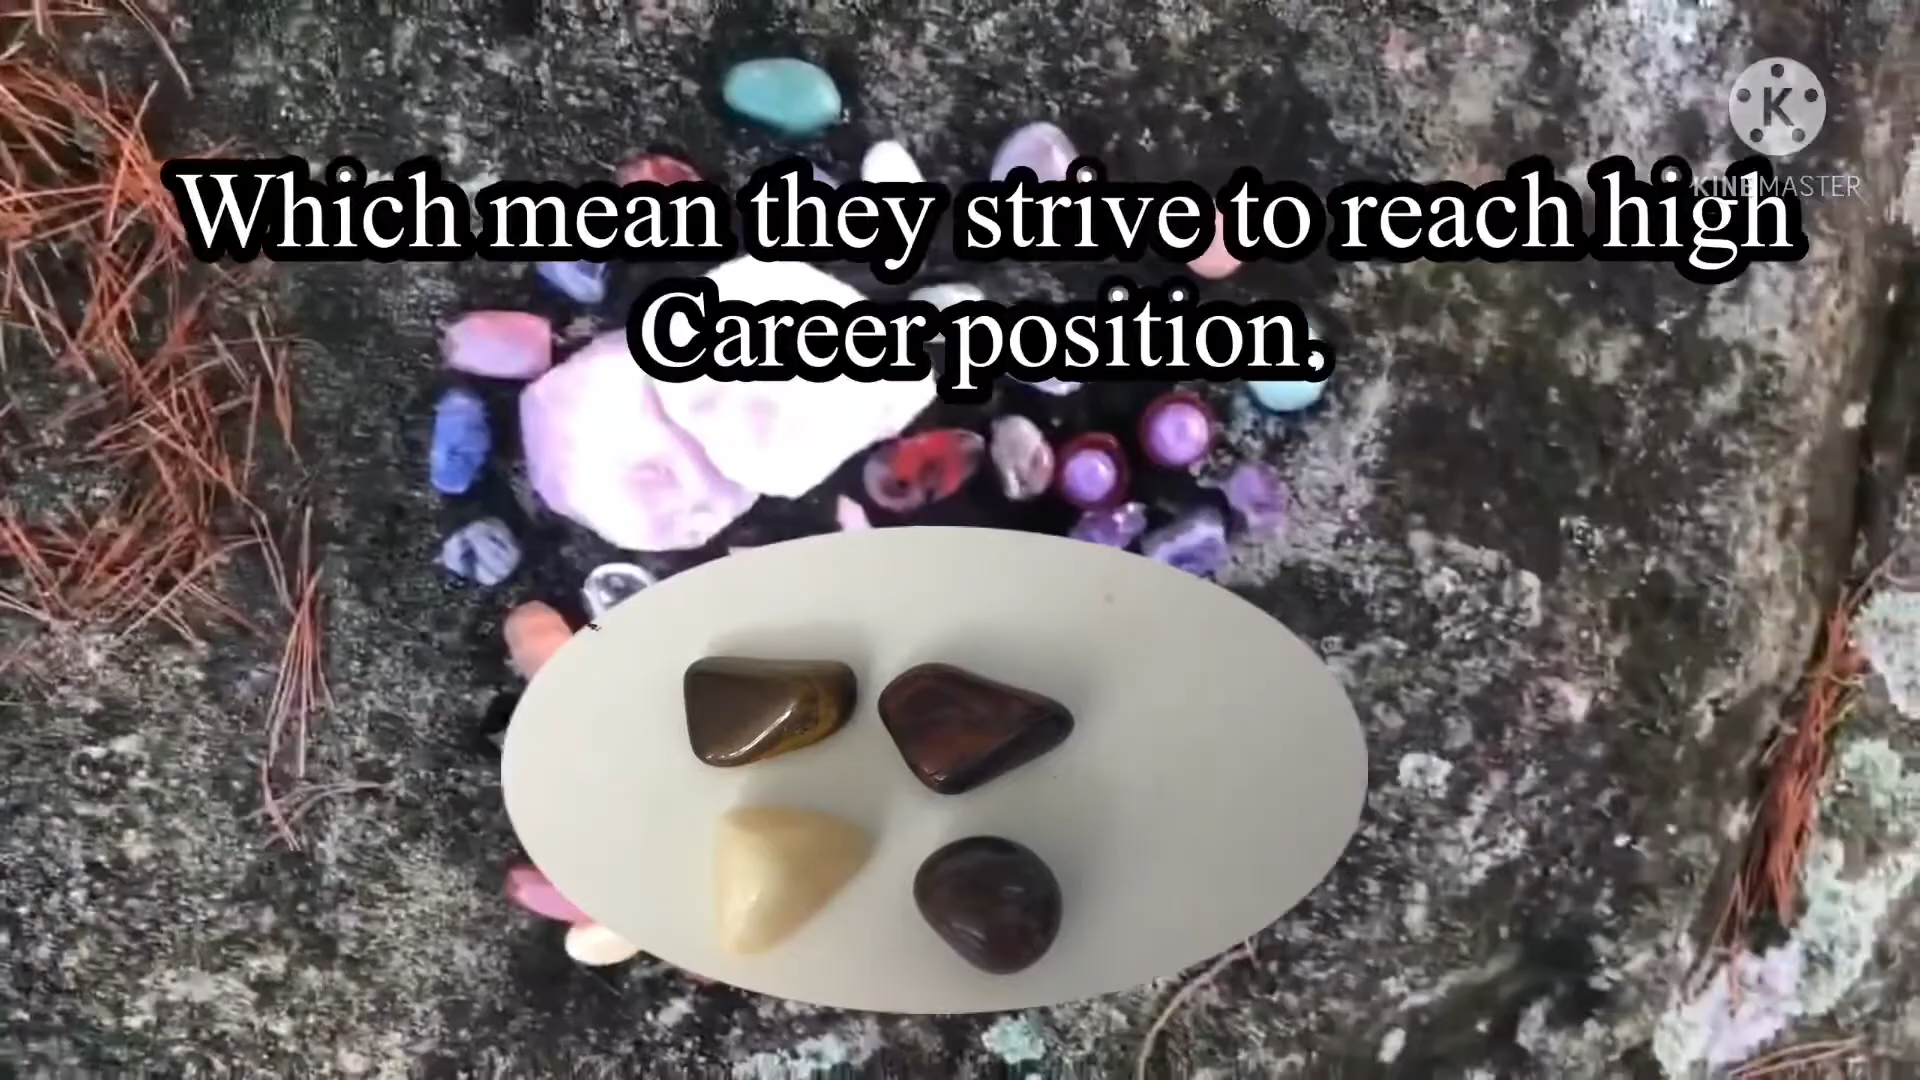 K
KINEMASTER
Which mean they strive to reach high
Career position,